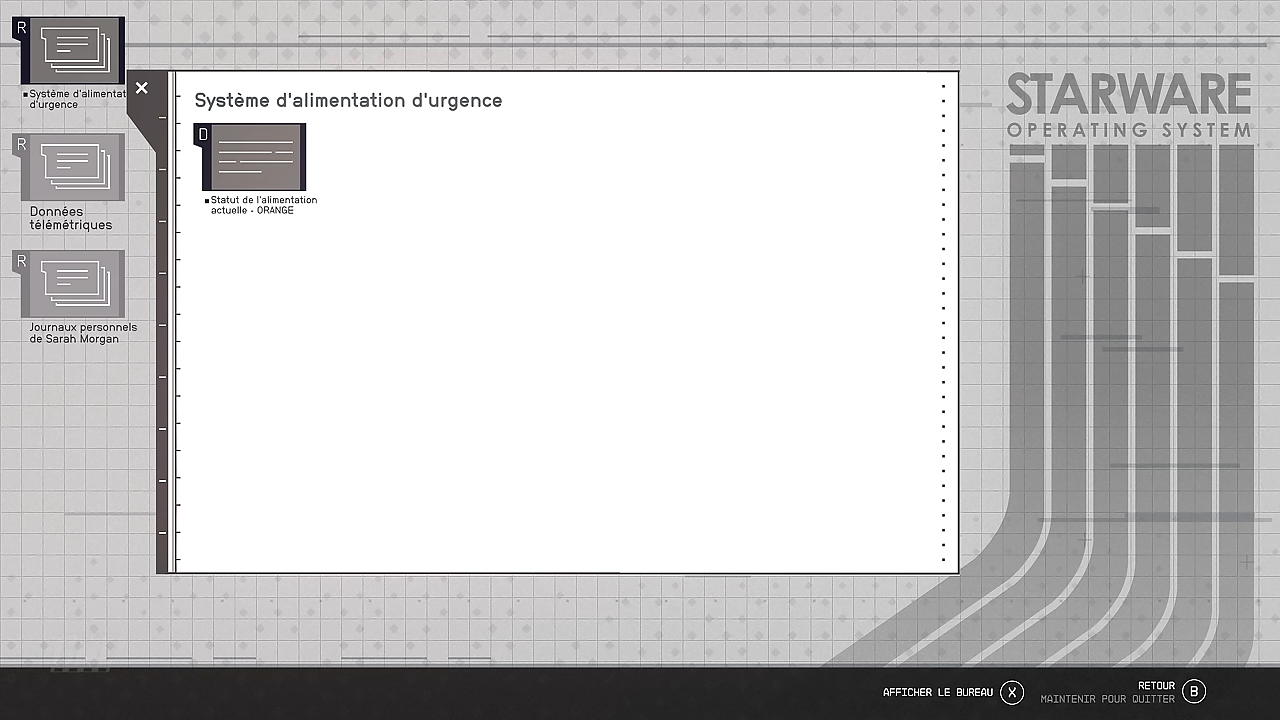 R
Système d'alimentat
d'urgence
R
Données
télémétriques
R
Journaux personnels
de Sarah Morgan
Système d'alimentation d'urgence
D
Statut de l'alimentation
actuelle - ORANGE
STARWARE
OPERATING SYSTEM
AFFICHER LE BUREAU X
RETOUR
MAINTENIR POUR QUITTER
B